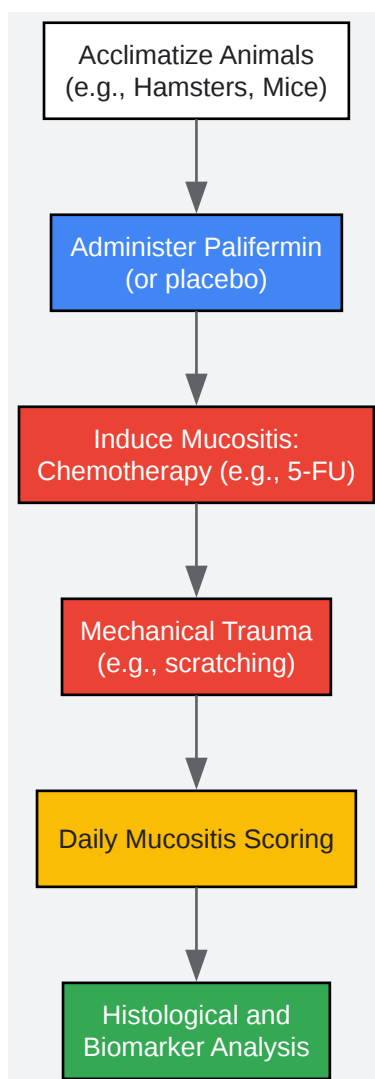 Acclimatize Animals
(e.g., Hamsters, Mice)
Administer Palifermin
(or placebo)
Induce Mucositis:
Chemotherapy (e.g., 5-FU)
Mechanical Trauma
(e.g., scratching)
Daily Mucositis Scoring
Histological and
Biomarker Analysis